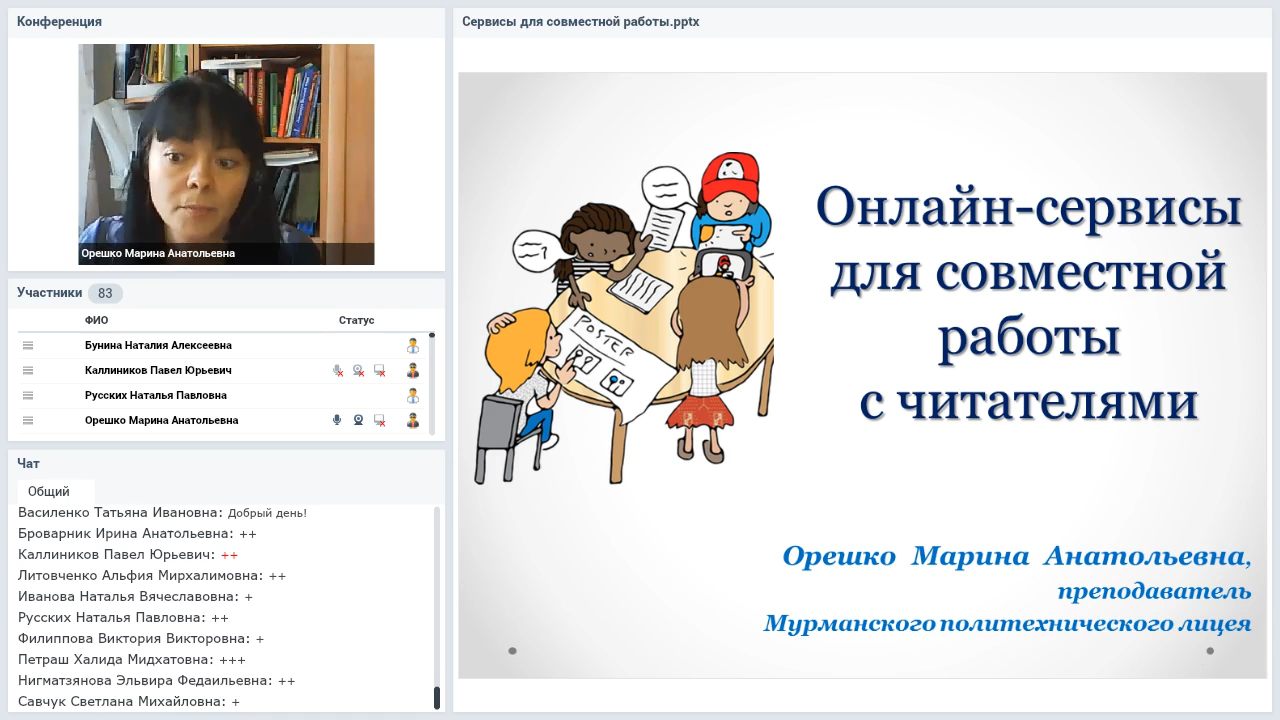 Конференция
Орешко Марина Анатольевна
Участники 83
ФИО Статус
Бунина Наталия Алексеевна
Каллиников Павел Юрьевич
Русских Наталья Павловна
Орешко Марина Анатольевна
Чат
Общий
Василенко Татьяна Ивановна: Добрый день!
Броварник Ирина Анатольевна: ++
Каллиников Павел Юрьевич: ++
Литовченко Альфия Мирхалимовна: ++
Иванова Наталья Вячеславовна: +
Русских Наталья Павловна: ++
Филиппова Виктория Викторовна: +
Петраш Халида Мидхатовна: +++
Нигматзянова Эльвира Федаильевна: ++
Савчук Светлана Михайловна: +
Сервисы для совместной работы.pptx
?
POSTER
Онлайн-сервисы
для совместной
работы
с читателями
Орешко Марина Анатольевна,
преподаватель
Мурманского политехнического лицея